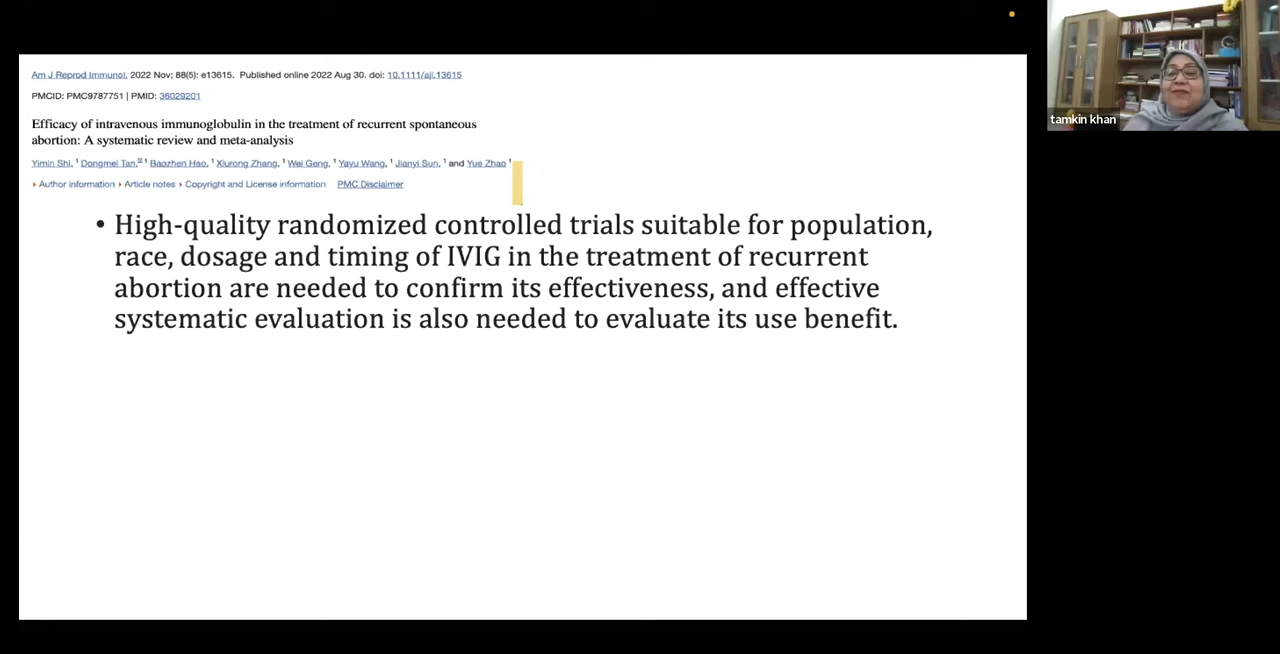 Am J Reprod Immunol. 2022 Nov; 88(5): e13615. Published online 2022 Aug 30. doi: 10.1111/aji.13615
PMCID: PMC9787751 | PMID: 36029201
Efficacy of intravenous immunoglobulin in the treatment of recurrent spontaneous
abortion: A systematic review and meta-analysis
Yimin Shi, 1 Dongmei Tan, 1 Baozhen Hao, 1 Xiurong Zhang, 1 Wei Geng, 1 Yayu Wang, 1 Jianyi Sun, 1 and Yue Zhao 1
Author information Article notes Copyright and License information PMC Disclaimer
• High-quality randomized controlled trials suitable for population,
race, dosage and timing of IVIG in the treatment of recurrent
abortion are needed to confirm its effectiveness, and effective
systematic evaluation is also needed to evaluate its use benefit.
tamkin khan